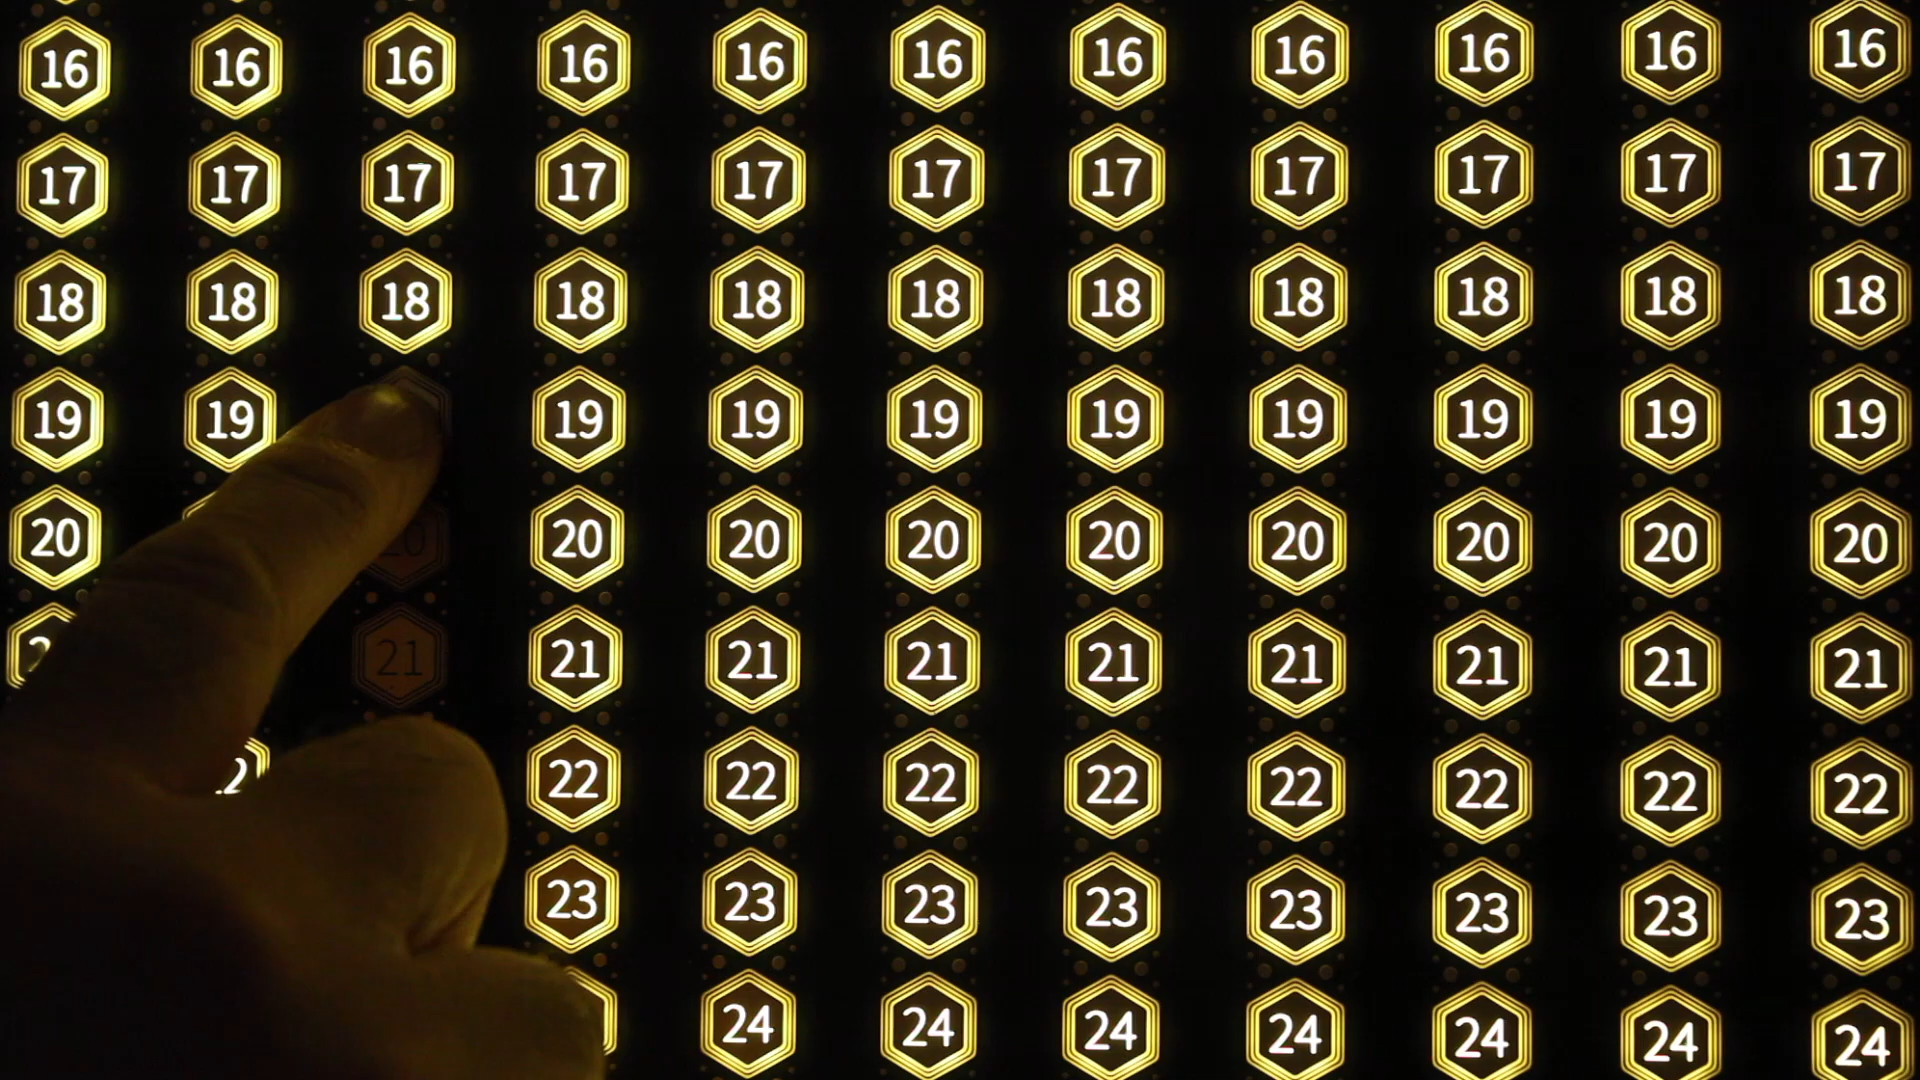 16 16 16 16 16 16 16 16 16 16 16
17 17 17 17 17 17 17 17 17 17 17
18 18 18 18 18 18 18 18 18 18 18
19 19 19 19 19 19 19 19 19 19
20 20 20 20 20 20 20 20 20 20
21 21 21 21 21 21 21 21 21
22 22 22 22 22 22 22 22
23 23 23 23 23 23 23 23
24 24 24 24 24 24 24